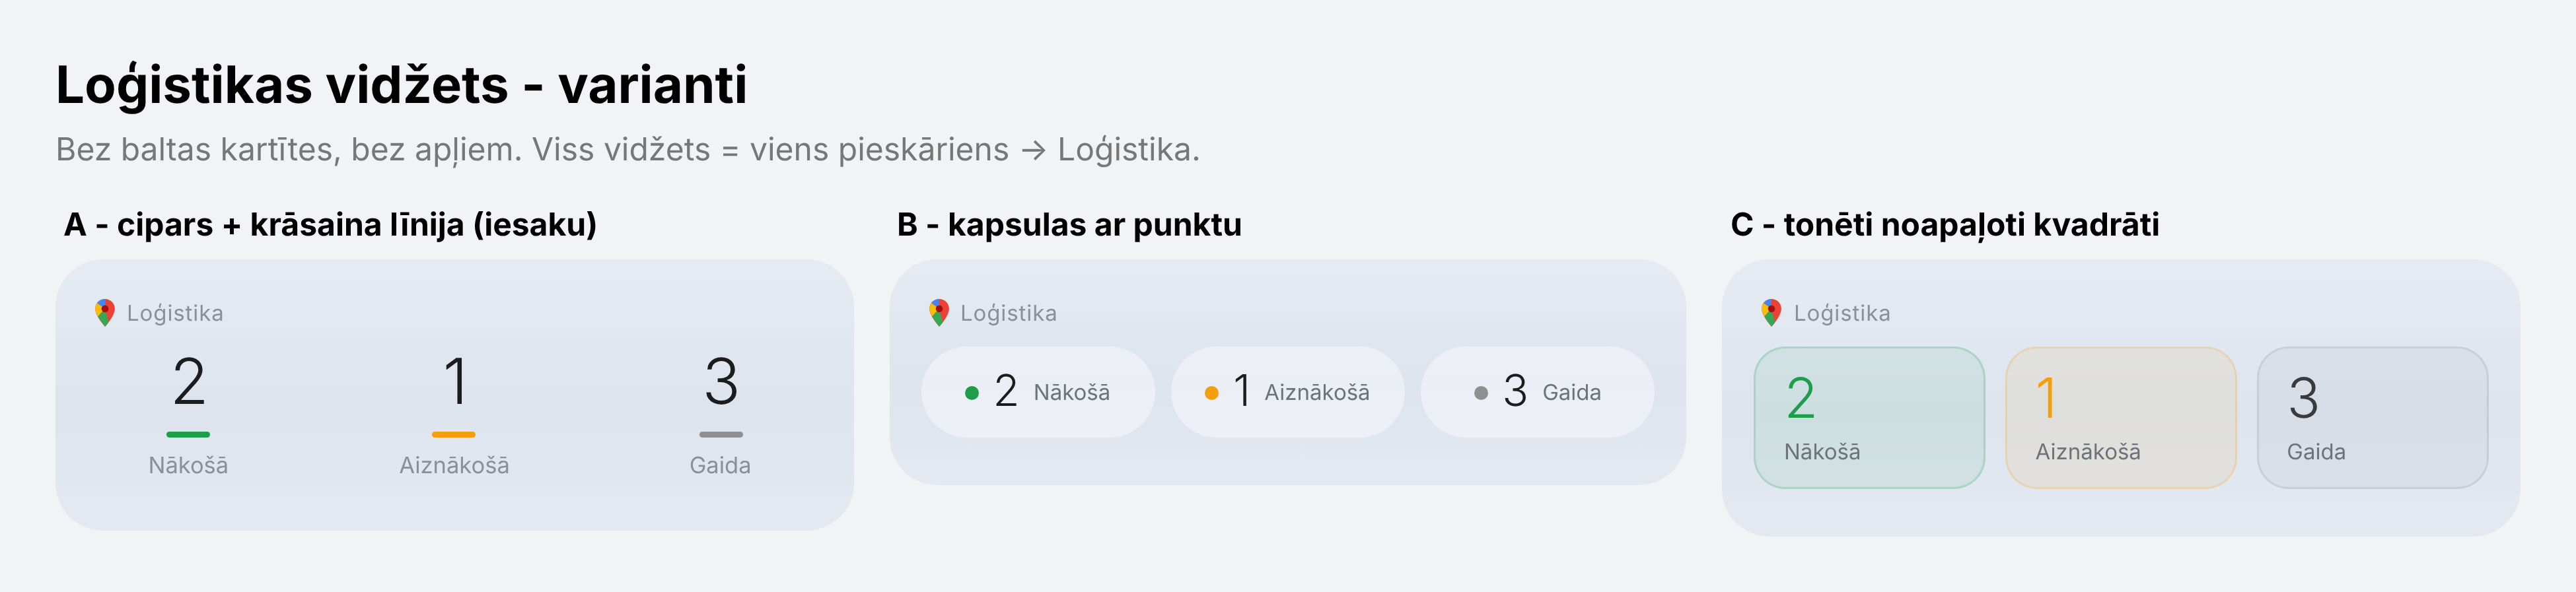 Loģistikas vidžets - varianti
Bez baltas kartītes, bez apļiem. Viss vidžets = viens pieskāriens → Loģistika.
A - cipars + krāsaina līnija (iesaku)
Loģistika
2
1
3
Nākošā
Aiznākošā
Gaida
B - kapsulas ar punktu
Loģistika
2 Nākošā
1 Aiznākošā
3 Gaida
C - tonēti noapaļoti kvadrāti
Loģistika
2
Nākošā
1
Aiznākošā
3
Gaida